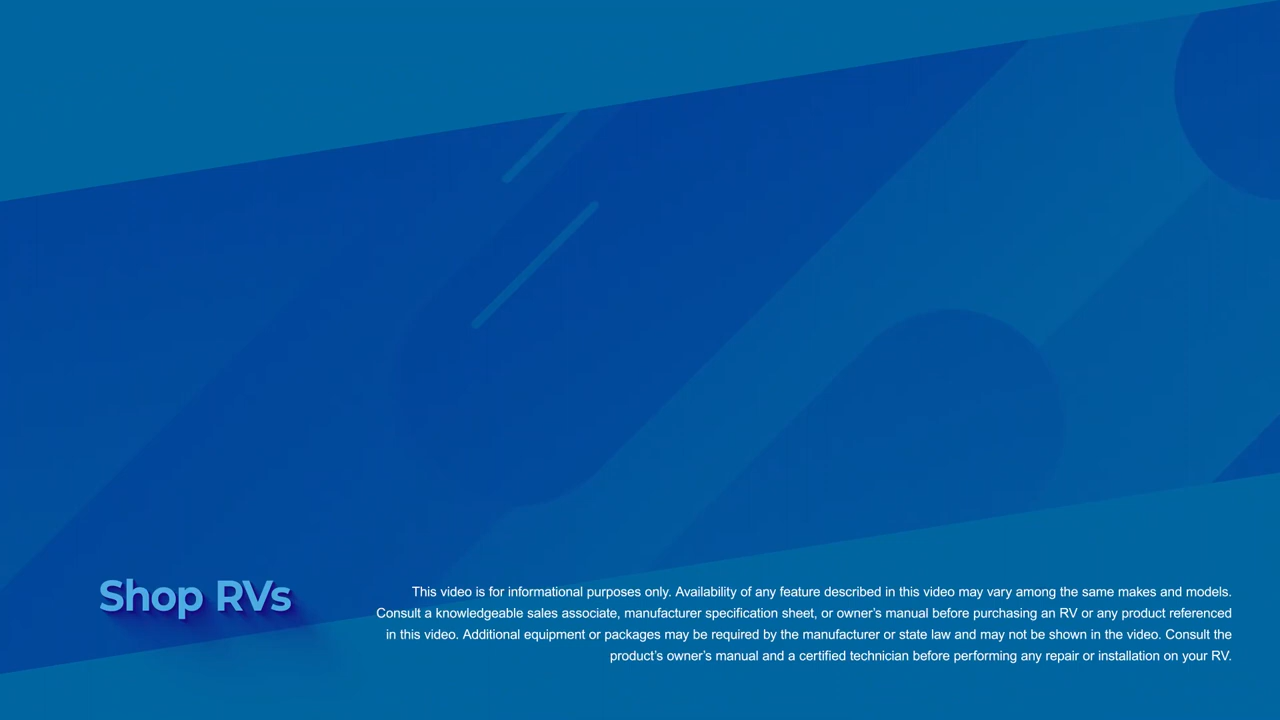 Shop RVs
This video is for informational purposes only. Availability of any feature described in this video may vary among the same makes and models.
Consult a knowledgeable sales associate, manufacturer specification sheet, or owner’s manual before purchasing an RV or any product referenced
in this video. Additional equipment or packages may be required by the manufacturer or state law and may not be shown in the video. Consult the
product’s owner’s manual and a certified technician before performing any repair or installation on your RV.